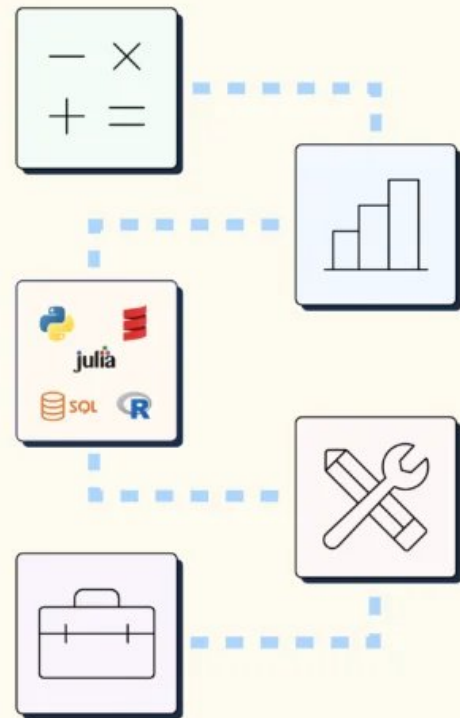 − ×
+ =
julia
SQL R